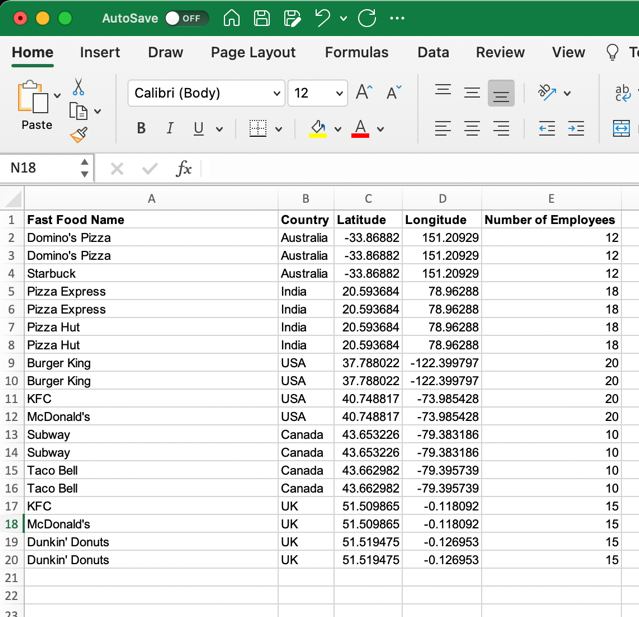 AutoSave OFF
Home Insert Draw Page Layout Formulas Data Review View
Paste Calibri (Body) 12 A A ab
B I U A
N18 fx
A B C D E
1 Fast Food Name Country Latitude Longitude Number of Employees
2 Domino's Pizza Australia -33.86882 151.20929 12
3 Domino's Pizza Australia -33.86882 151.20929 12
4 Starbuck Australia -33.86882 151.20929 12
5 Pizza Express India 20.593684 78.96288 18
6 Pizza Express India 20.593684 78.96288 18
7 Pizza Hut India 20.593684 78.96288 18
8 Pizza Hut India 20.593684 78.96288 18
9 Burger King USA 37.788022 -122.399797 20
10 Burger King USA 37.788022 -122.399797 20
11 KFC USA 40.748817 -73.985428 20
12 McDonald's USA 40.748817 -73.985428 20
13 Subway Canada 43.653226 -79.383186 10
14 Subway Canada 43.653226 -79.383186 10
15 Taco Bell Canada 43.662982 -79.395739 10
16 Taco Bell Canada 43.662982 -79.395739 10
17 KFC UK 51.509865 -0.118092 15
18 McDonald's UK 51.509865 -0.118092 15
19 Dunkin' Donuts UK 51.519475 -0.126953 15
20 Dunkin' Donuts UK 51.519475 -0.126953 15
21
22
23